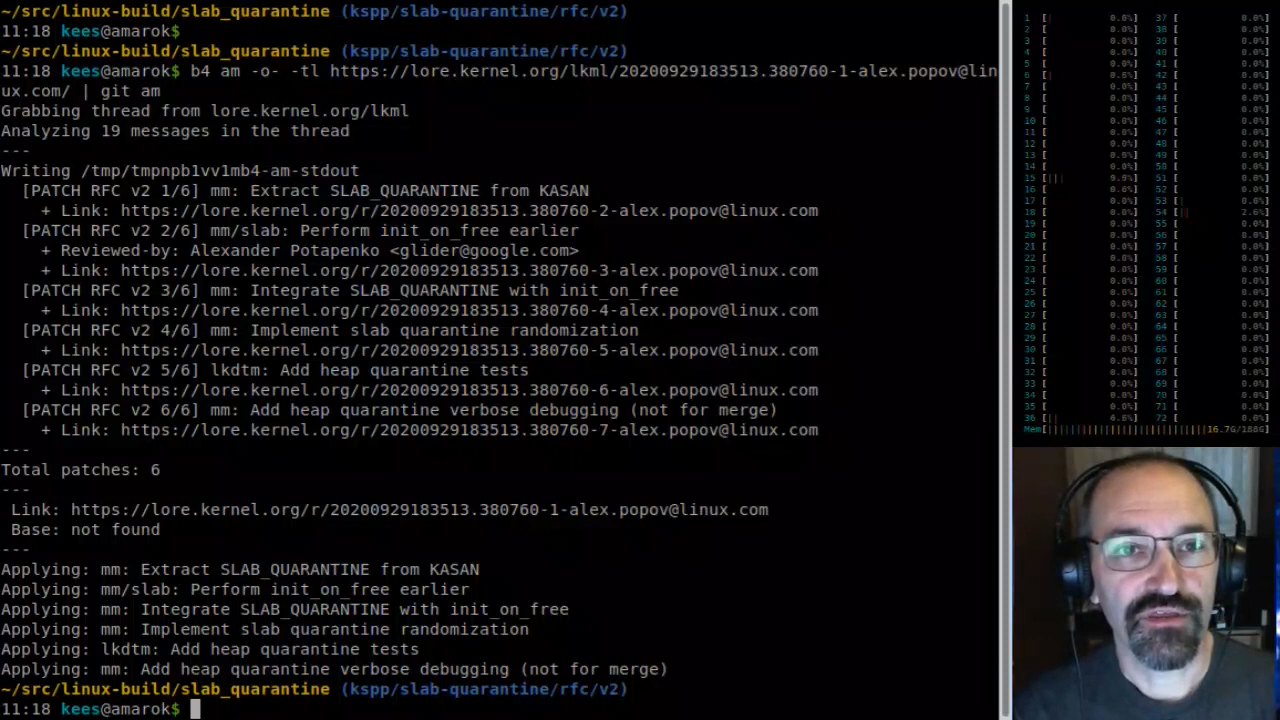 ~/src/linux-build/slab_quarantine (kspp/slab-quarantine/rfc/v2)
11:18 kees@amarok$
~/src/linux-build/slab_quarantine (kspp/slab-quarantine/rfc/v2)
11:18 kees@amarok$ b4 am -o- -tl https://lore.kernel.org/lkml/20200929183513.380760-1-alex.popov@lin
ux.com/ | git am
Grabbing thread from lore.kernel.org/lkml
Analyzing 19 messages in the thread
---
Writing /tmp/tmpnpb1vv1mb4-am-stdout
[PATCH RFC v2 1/6] mm: Extract SLAB_QUARANTINE from KASAN
+ Link: https://lore.kernel.org/r/20200929183513.380760-2-alex.popov@linux.com
[PATCH RFC v2 2/6] mm/slab: Perform init_on_free earlier
+ Reviewed-by: Alexander Potapenko <glider@google.com>
+ Link: https://lore.kernel.org/r/20200929183513.380760-3-alex.popov@linux.com
[PATCH RFC v2 3/6] mm: Integrate SLAB_QUARANTINE with init_on_free
+ Link: https://lore.kernel.org/r/20200929183513.380760-4-alex.popov@linux.com
[PATCH RFC v2 4/6] mm: Implement slab quarantine randomization
+ Link: https://lore.kernel.org/r/20200929183513.380760-5-alex.popov@linux.com
[PATCH RFC v2 5/6] lkdtm: Add heap quarantine tests
+ Link: https://lore.kernel.org/r/20200929183513.380760-6-alex.popov@linux.com
[PATCH RFC v2 6/6] mm: Add heap quarantine verbose debugging (not for merge)
+ Link: https://lore.kernel.org/r/20200929183513.380760-7-alex.popov@linux.com
---
Total patches: 6
---
Link: https://lore.kernel.org/r/20200929183513.380760-1-alex.popov@linux.com
Base: not found
---
Applying: mm: Extract SLAB_QUARANTINE from KASAN
Applying: mm/slab: Perform init_on_free earlier
Applying: mm: Integrate SLAB_QUARANTINE with init_on_free
Applying: mm: Implement slab quarantine randomization
Applying: lkdtm: Add heap quarantine tests
Applying: mm: Add heap quarantine verbose debugging (not for merge)
~/src/linux-build/slab_quarantine (kspp/slab-quarantine/rfc/v2)
11:18 kees@amarok$
Mem[16.7G/188G]